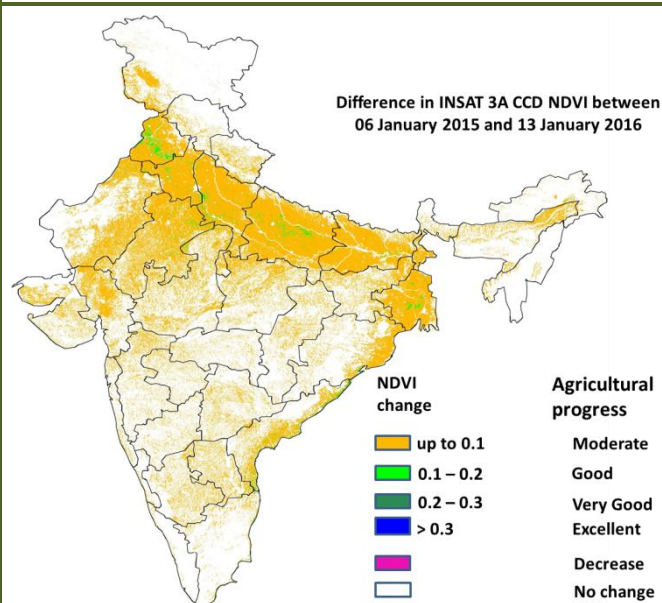 Difference in INSAT 3A CCD NDVI between
06 January 2015 and 13 January 2016
NDVI change
Agricultural progress
up to 0.1 Moderate
0.1 – 0.2 Good
0.2 – 0.3 Very Good
> 0.3 Excellent
Decrease
No change